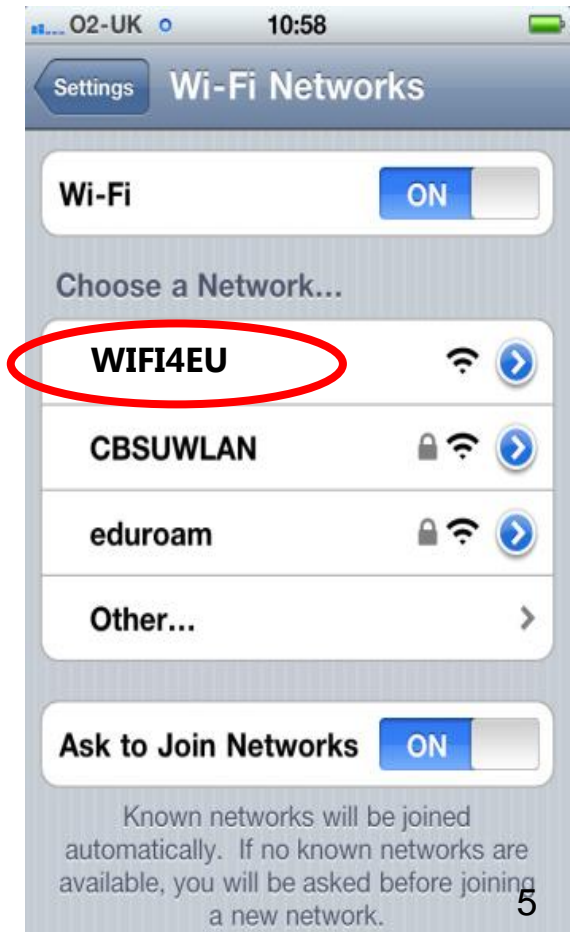 O2-UK 10:58
Settings Wi-Fi Networks
Wi-Fi ON
Choose a Network...
WIFI4EU
CBSUWLAN
eduroam
Other...
Ask to Join Networks ON
Known networks will be joined
automatically. If no known networks are
available, you will be asked before joining
a new network.
5